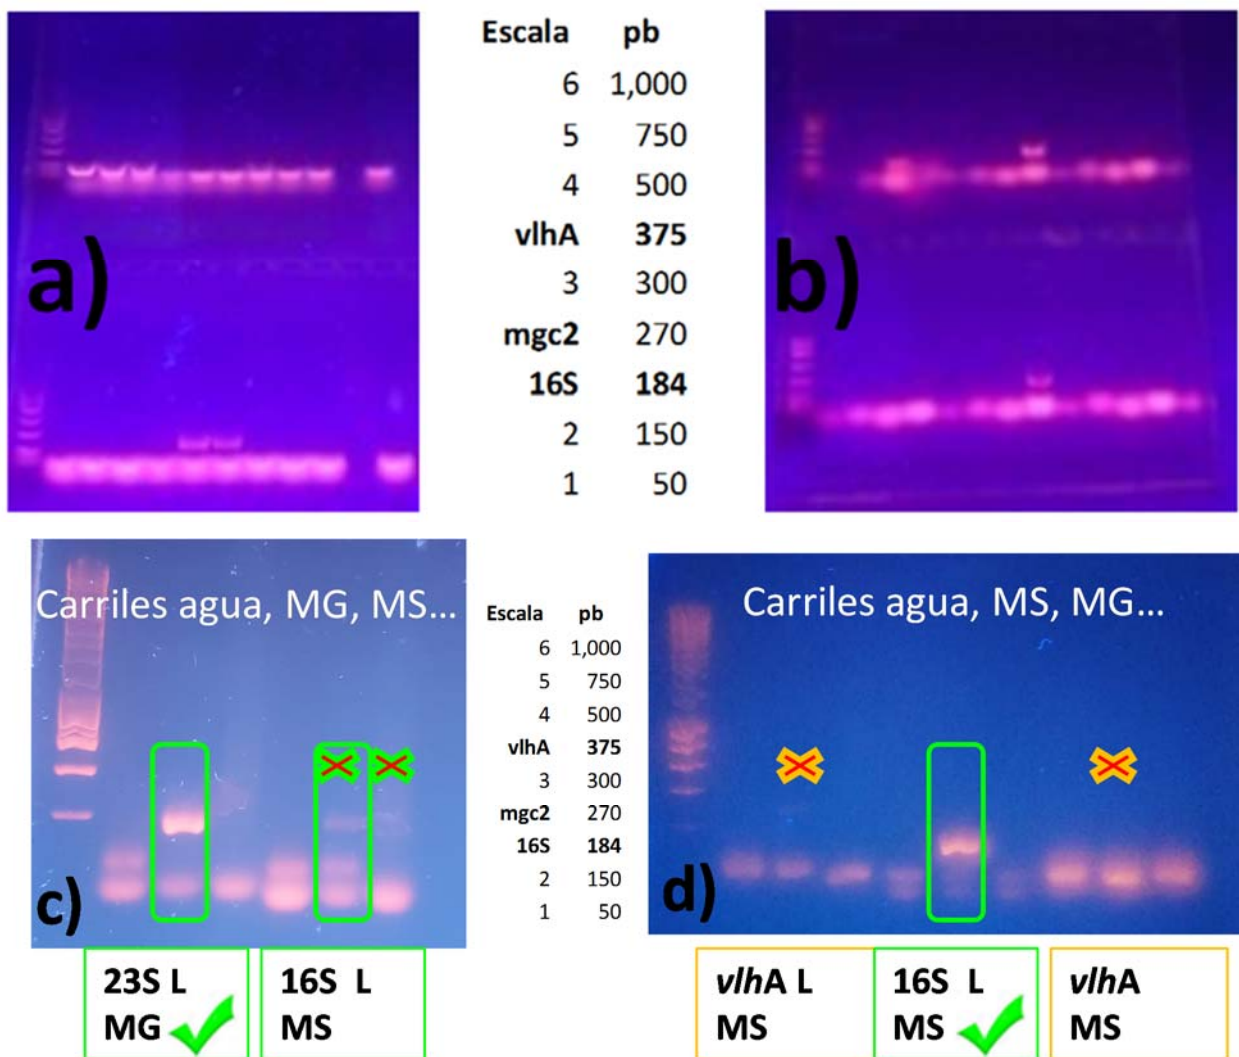 Escala pb
6 1,000
5 750
4 500
vlhA 375
3 300
mgc2 270
16S 184
2 150
1 50
a)
b)
Carriles agua, MG, MS...
Escala pb
6 1,000
5 750
4 500
vlhA 375
3 300
mgc2 270
16S 184
2 150
1 50
Carriles agua, MS, MG...
c)
d)
23S L
MG
16S L
MS
vlhA L
MS
16S L
MS
vlhA
MS